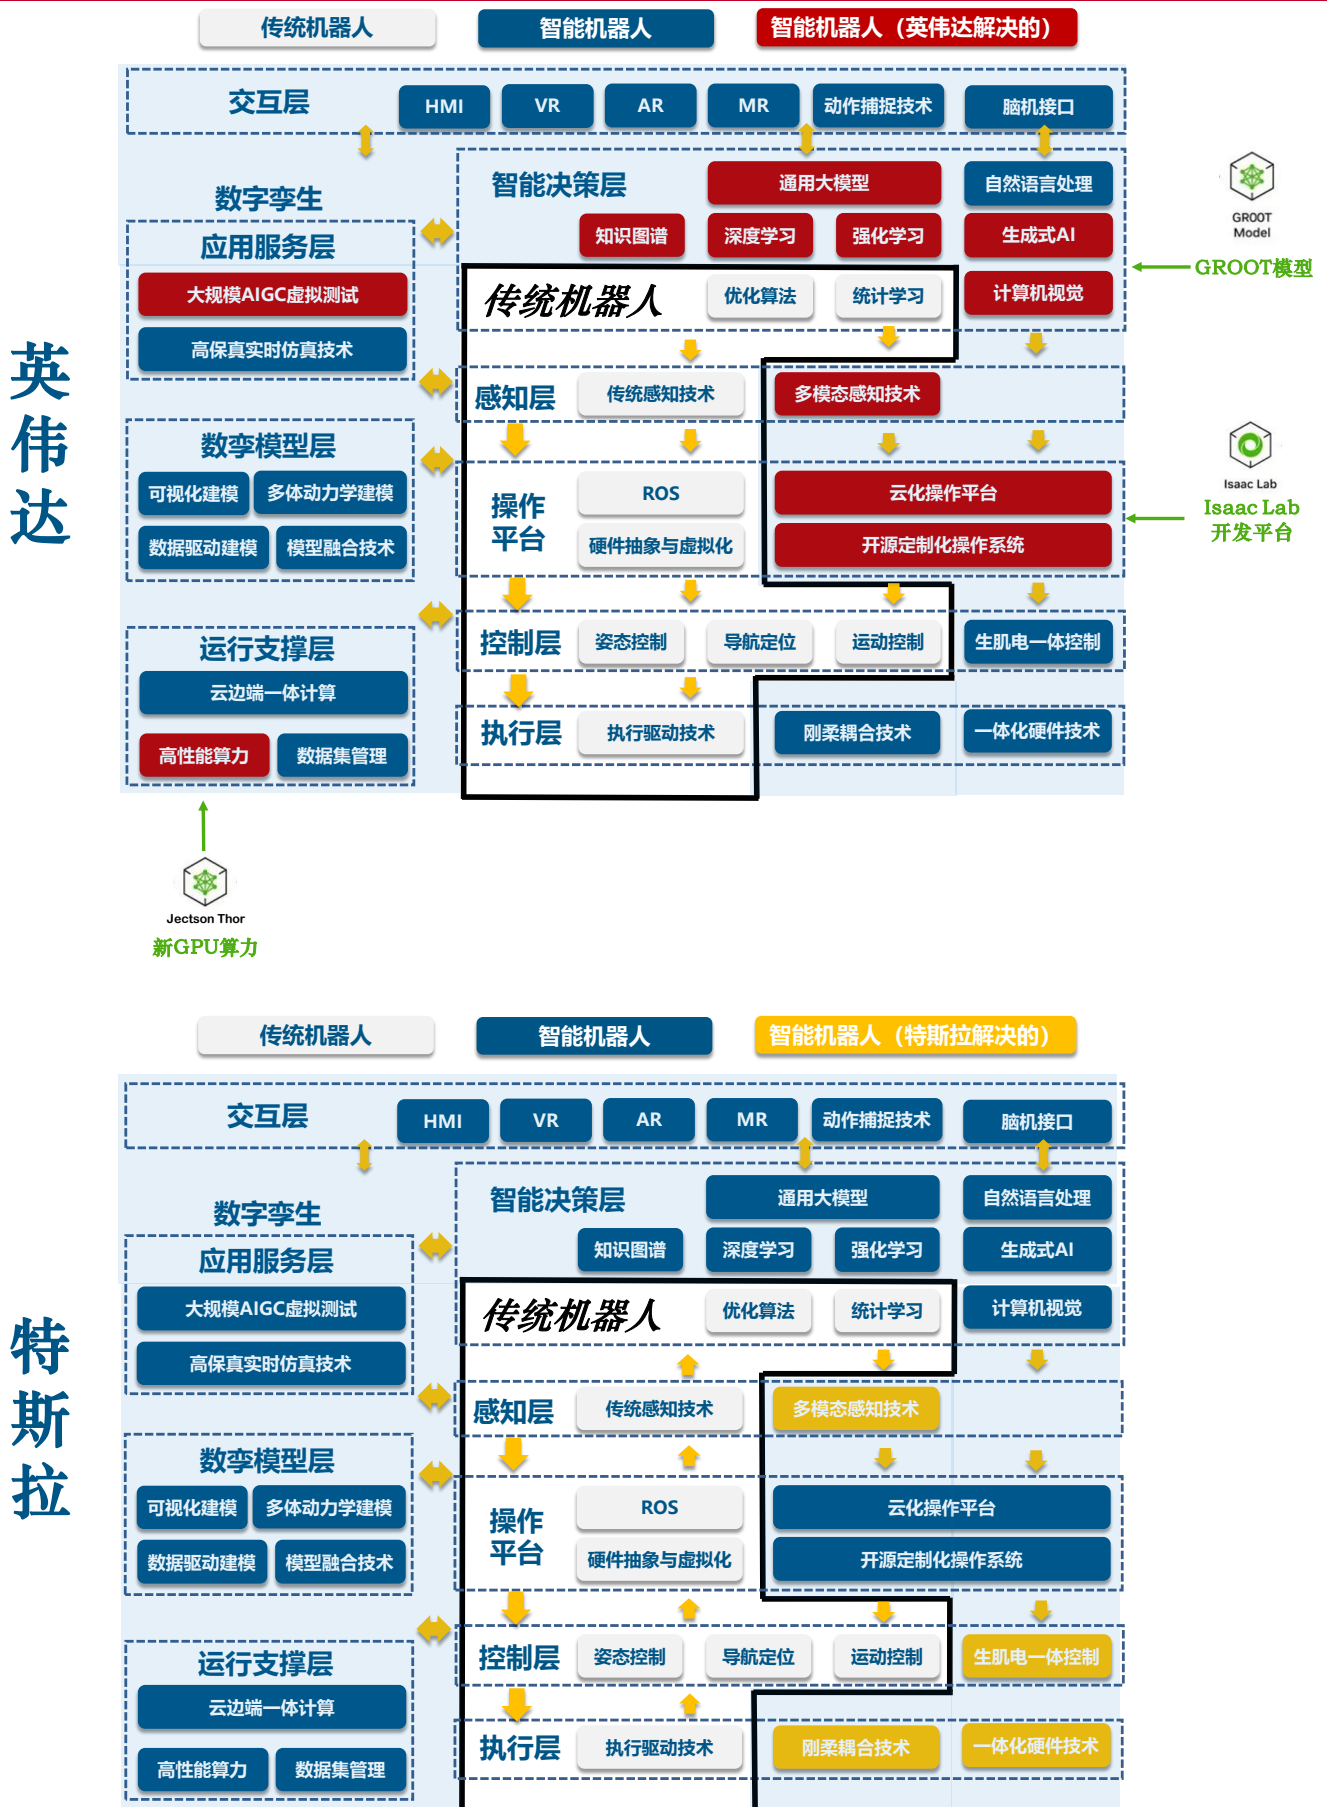 传统机器人
智能机器人
智能机器人（英伟达解决的）
交互层
HMI
VR
AR
MR
动作捕捉技术
脑机接口
智能决策层
通用大模型
自然语言处理
知识图谱
深度学习
强化学习
生成式AI
传统机器人
优化算法
统计学习
计算机视觉
数字孪生
应用服务层
大规模AIGC虚拟测试
高保真实时仿真技术
感知层
传统感知技术
多模态感知技术
数孪模型层
可视化建模
多体动力学建模
数据驱动建模
模型融合技术
操作
平台
ROS
云化操作平台
硬件抽象与虚拟化
开源定制化操作系统
控制层
姿态控制
导航定位
运动控制
生肌电一体控制
运行支撑层
云边端一体计算
高性能算力
数据集管理
执行层
执行驱动技术
刚柔耦合技术
一体化硬件技术
英伟达
GR00T
Model
GROOT模型
Isaac Lab
Isaac Lab
开发平台
Jectson Thor
新GPU算力
传统机器人
智能机器人
智能机器人（特斯拉解决的）
交互层
HMI
VR
AR
MR
动作捕捉技术
脑机接口
智能决策层
通用大模型
自然语言处理
知识图谱
深度学习
强化学习
生成式AI
传统机器人
优化算法
统计学习
计算机视觉
数字孪生
应用服务层
大规模AIGC虚拟测试
高保真实时仿真技术
感知层
传统感知技术
多模态感知技术
数孪模型层
可视化建模
多体动力学建模
数据驱动建模
模型融合技术
操作
平台
ROS
云化操作平台
硬件抽象与虚拟化
开源定制化操作系统
控制层
姿态控制
导航定位
运动控制
生肌电一体控制
运行支撑层
云边端一体计算
高性能算力
数据集管理
执行层
执行驱动技术
刚柔耦合技术
一体化硬件技术
特斯拉